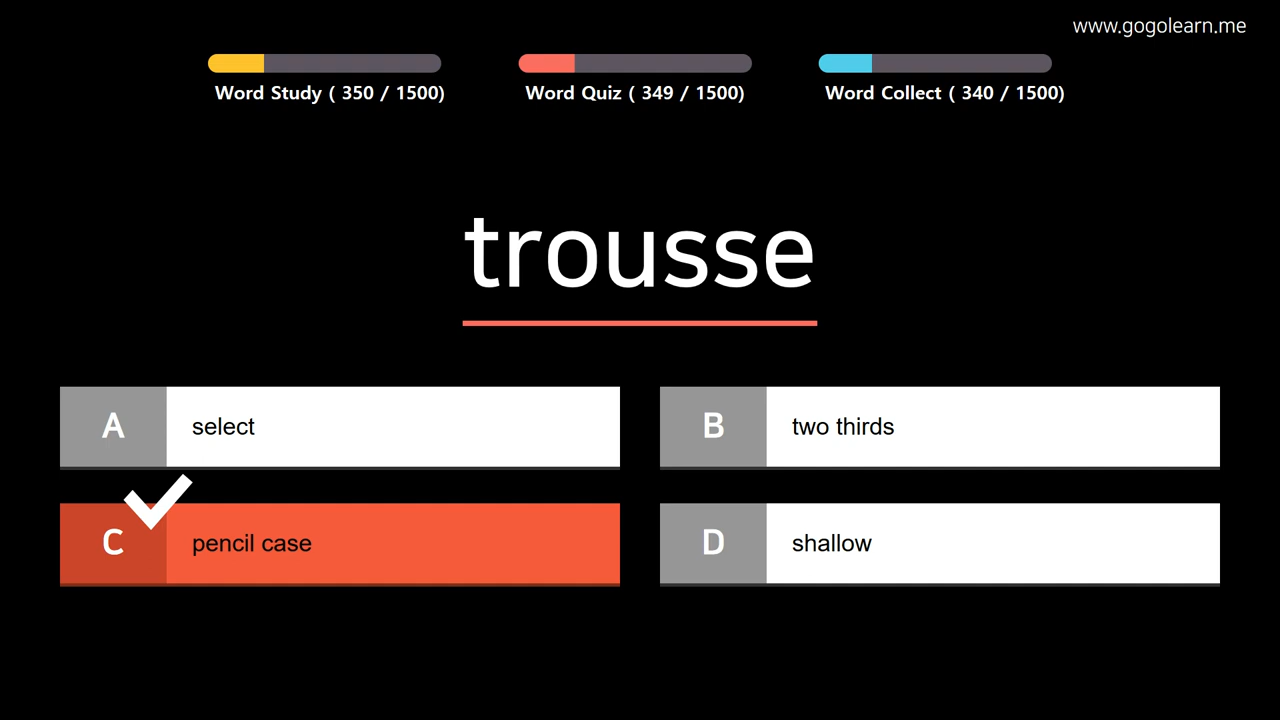 www.gogolearn.me
Word Study ( 350 / 1500)
Word Quiz ( 349 / 1500)
Word Collect ( 340 / 1500)
trousse
A
select
B
two thirds
C
pencil case
D
shallow